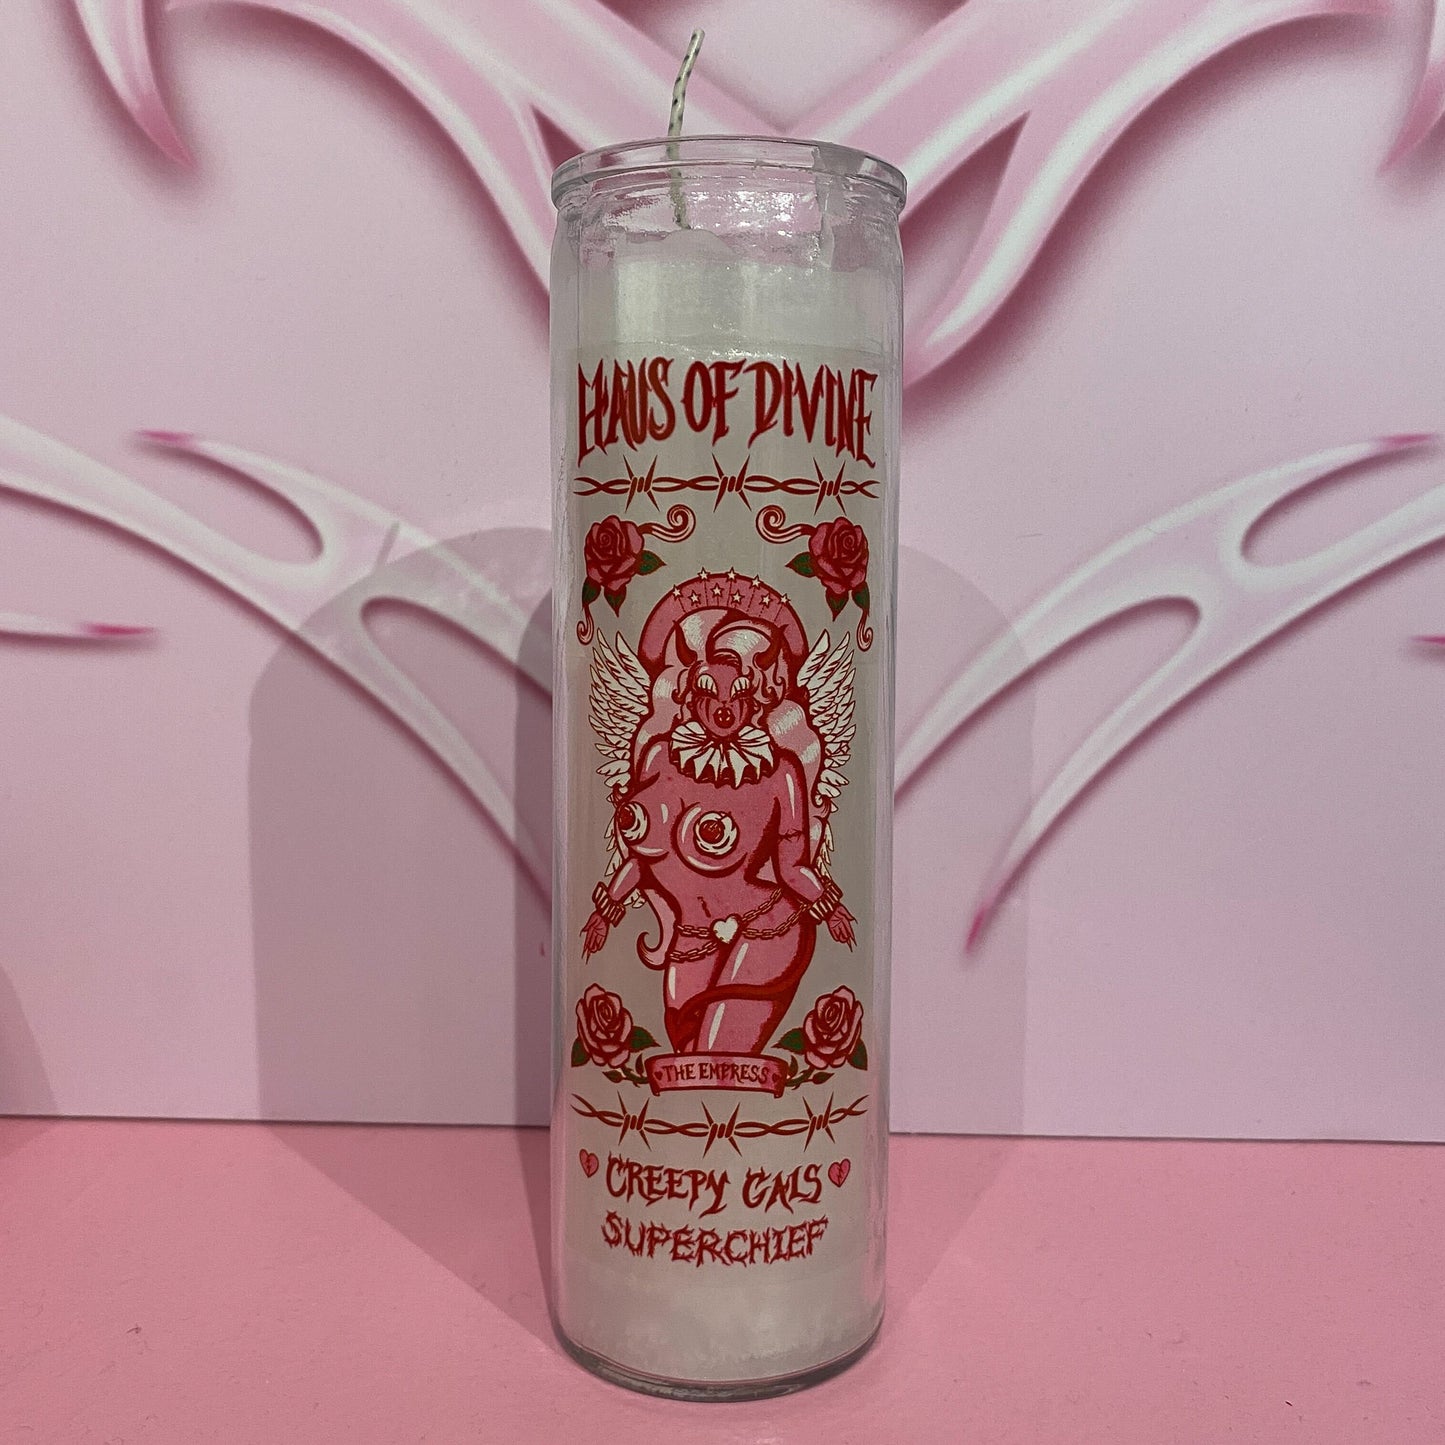 HAUS OF DIVINE
THE EMPRESS
CREEPY GALS
SUPERCHIEF